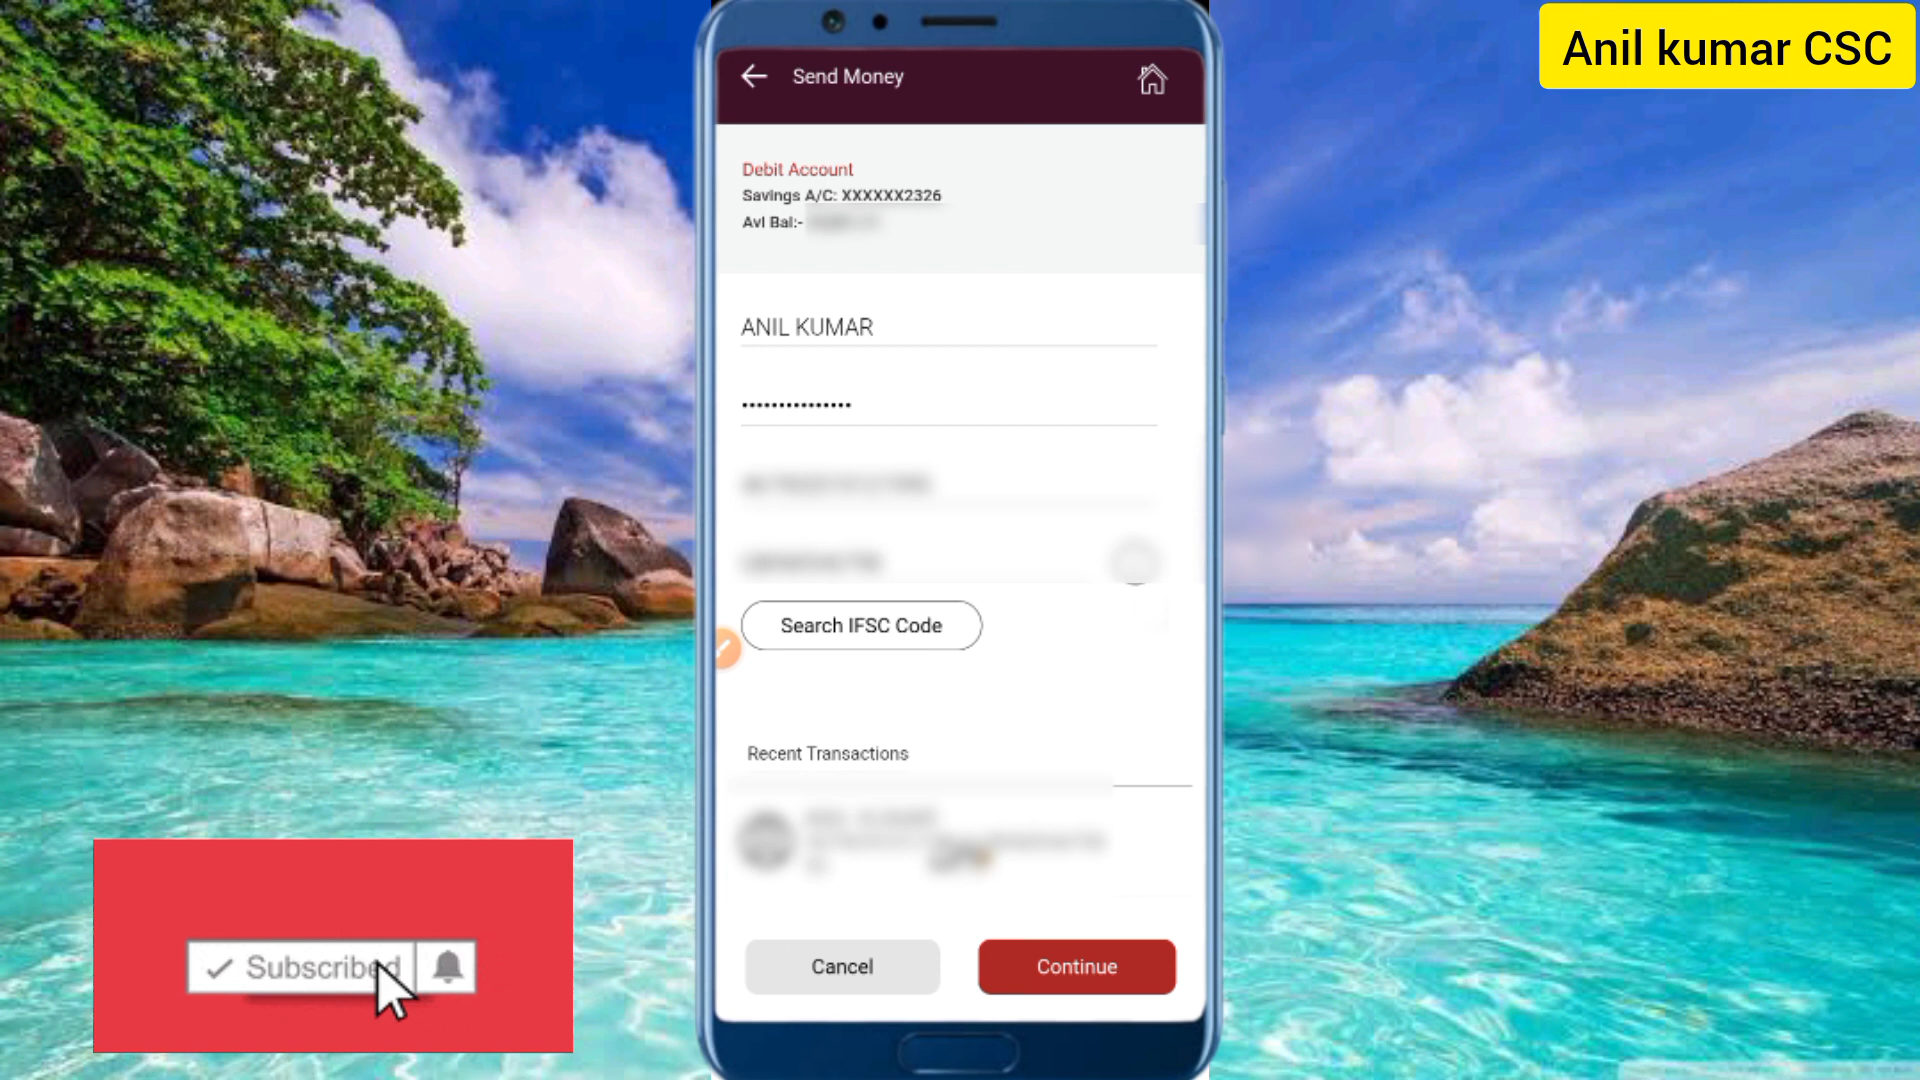 Anil kumar CSC
Send Money
Debit Account
Savings A/C: XXXXXX2326
Avl Bal:-
ANIL KUMAR
•••••••••••••••
Search IFSC Code
Recent Transactions
Cancel
Continue
Subscribed